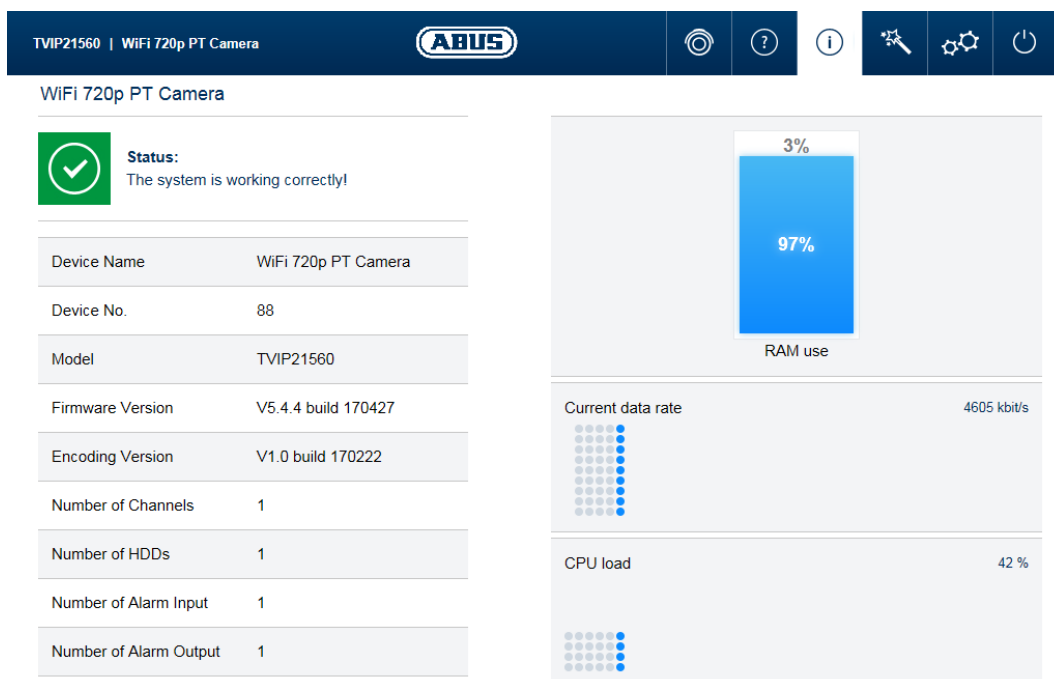 TVIP21560 | WiFi 720p PT Camera
ABUS
?
i
WiFi 720p PT Camera
Status:
The system is working correctly!
Device Name WiFi 720p PT Camera
Device No. 88
Model TVIP21560
Firmware Version V5.4.4 build 170427
Encoding Version V1.0 build 170222
Number of Channels 1
Number of HDDs 1
Number of Alarm Input 1
Number of Alarm Output 1
3%
97%
RAM use
Current data rate 4605 kbit/s
CPU load 42 %